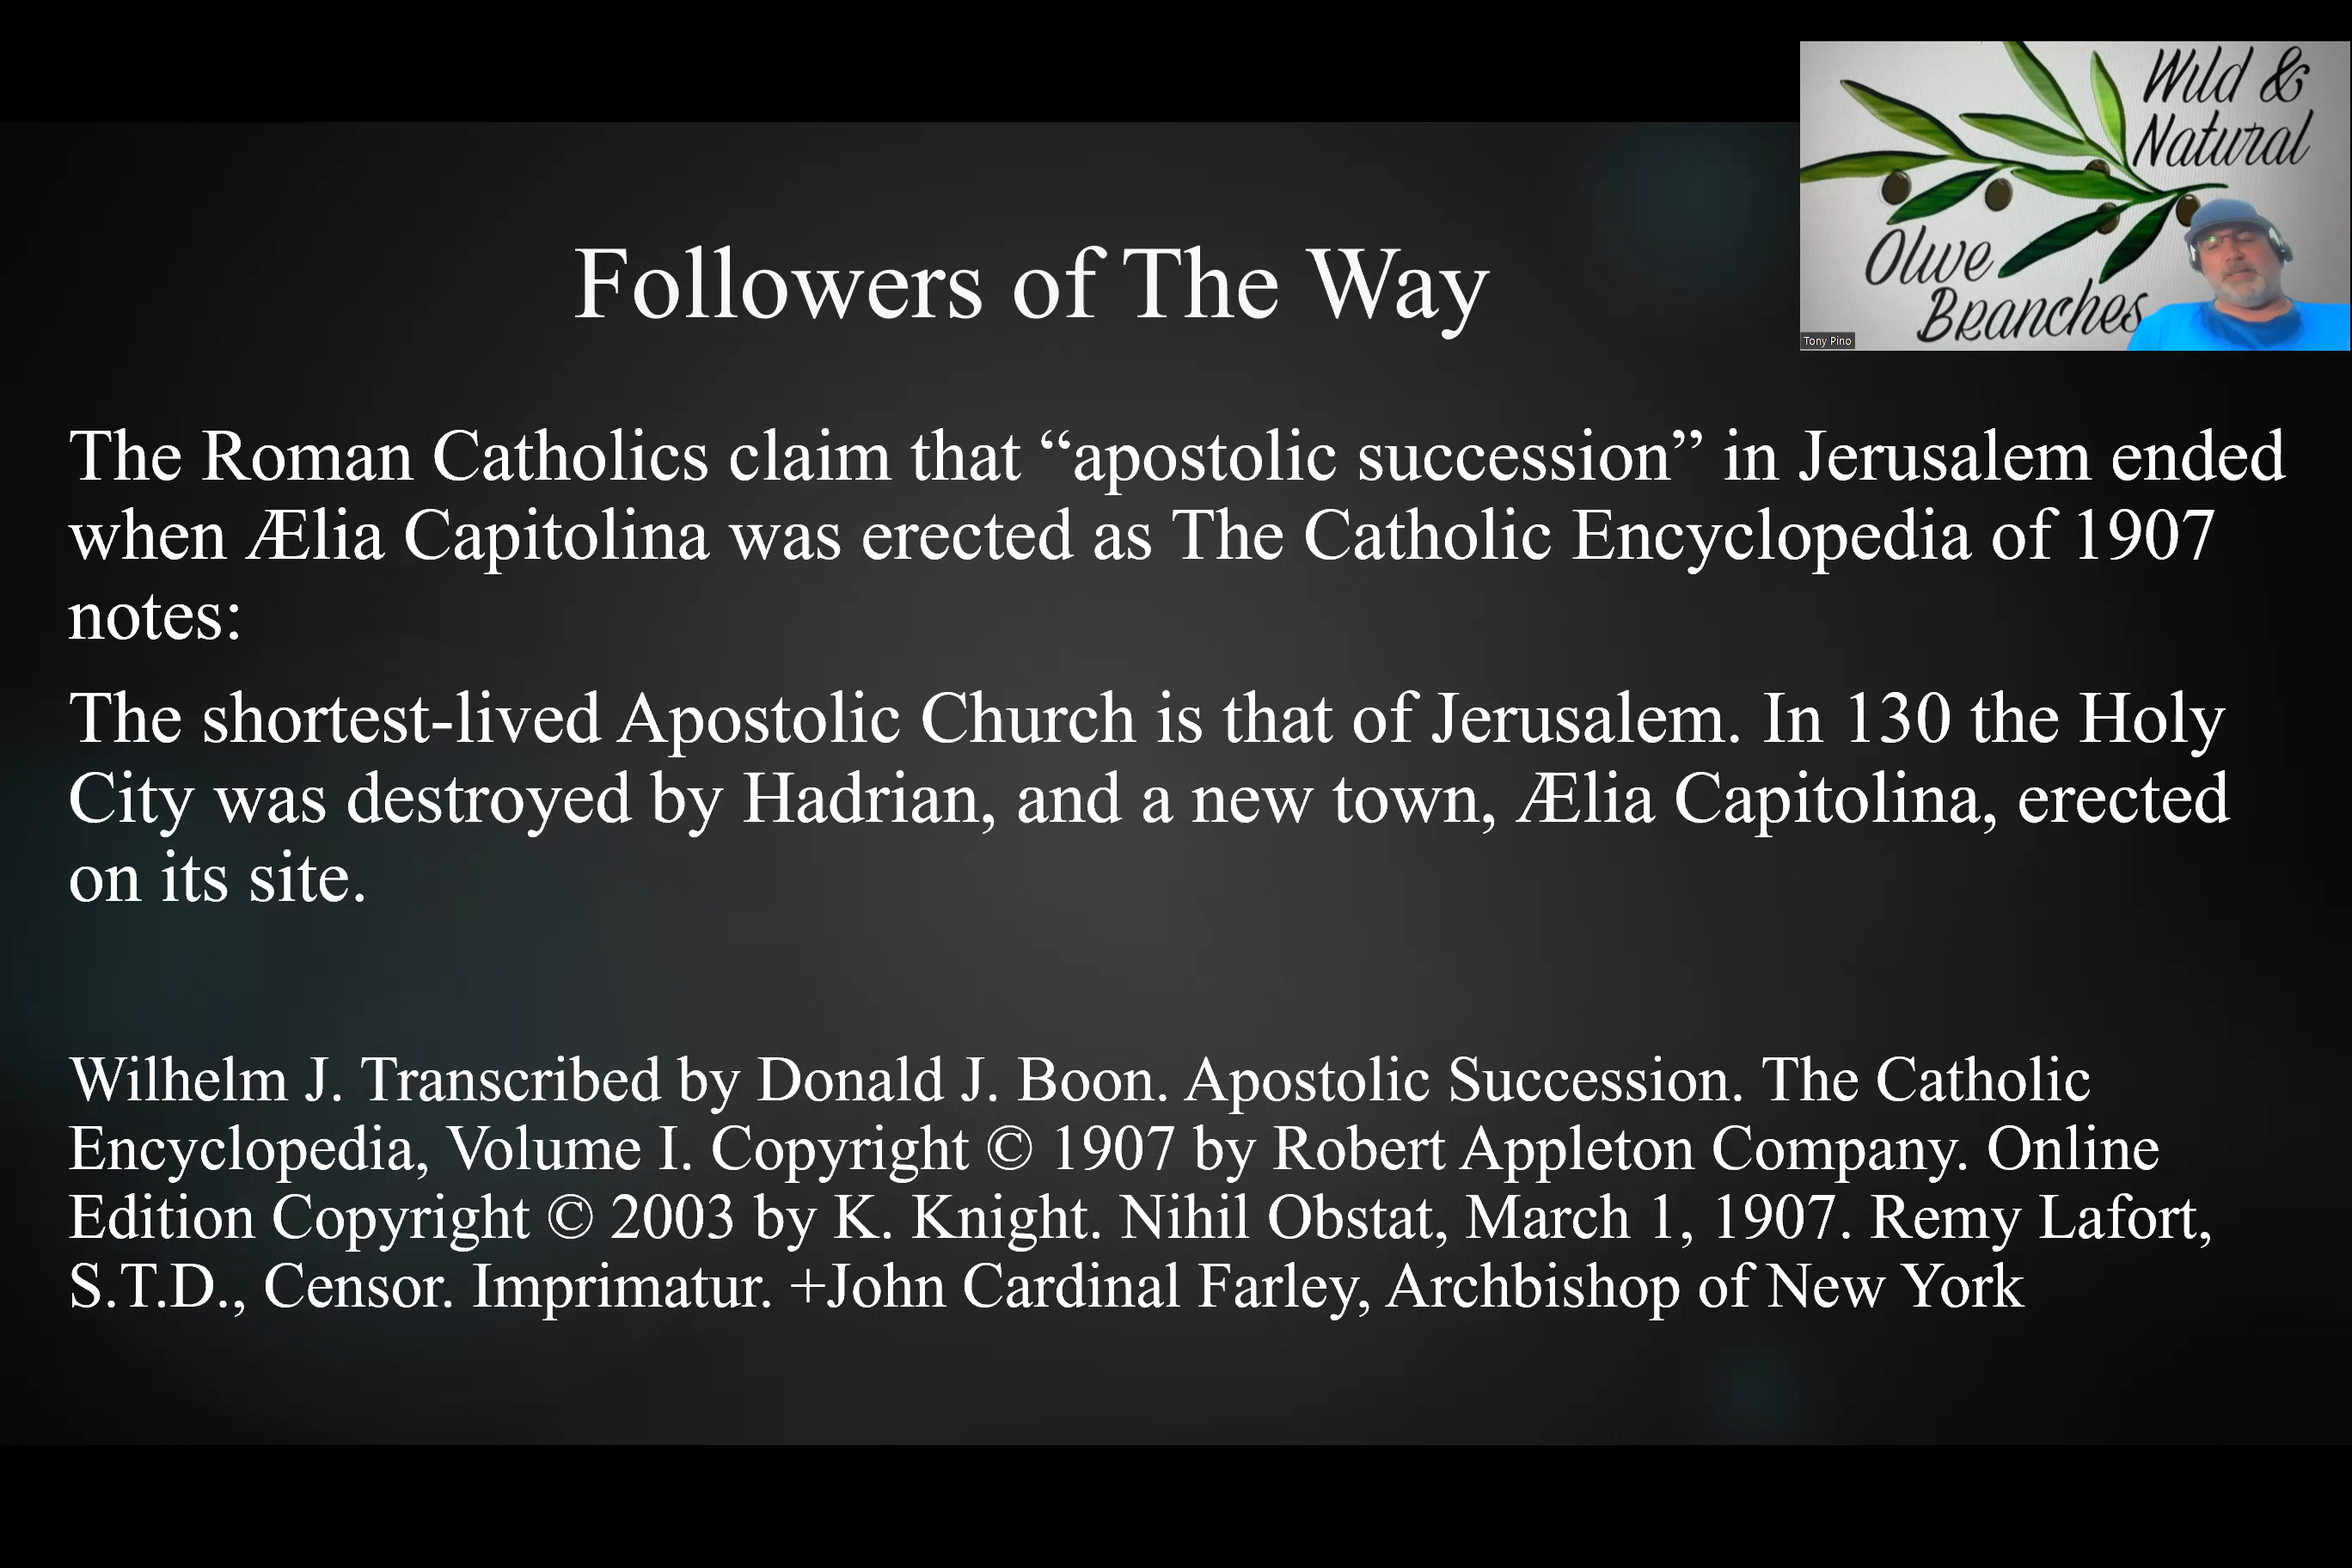 Wild &
Natural
Olive
Branches
Tony Pino
Followers of The Way
The Roman Catholics claim that “apostolic succession” in Jerusalem ended
when Ælia Capitolina was erected as The Catholic Encyclopedia of 1907
notes:
The shortest-lived Apostolic Church is that of Jerusalem. In 130 the Holy
City was destroyed by Hadrian, and a new town, Ælia Capitolina, erected
on its site.
Wilhelm J. Transcribed by Donald J. Boon. Apostolic Succession. The Catholic
Encyclopedia, Volume I. Copyright © 1907 by Robert Appleton Company. Online
Edition Copyright © 2003 by K. Knight. Nihil Obstat, March 1, 1907. Remy Lafort,
S.T.D., Censor. Imprimatur. +John Cardinal Farley, Archbishop of New York